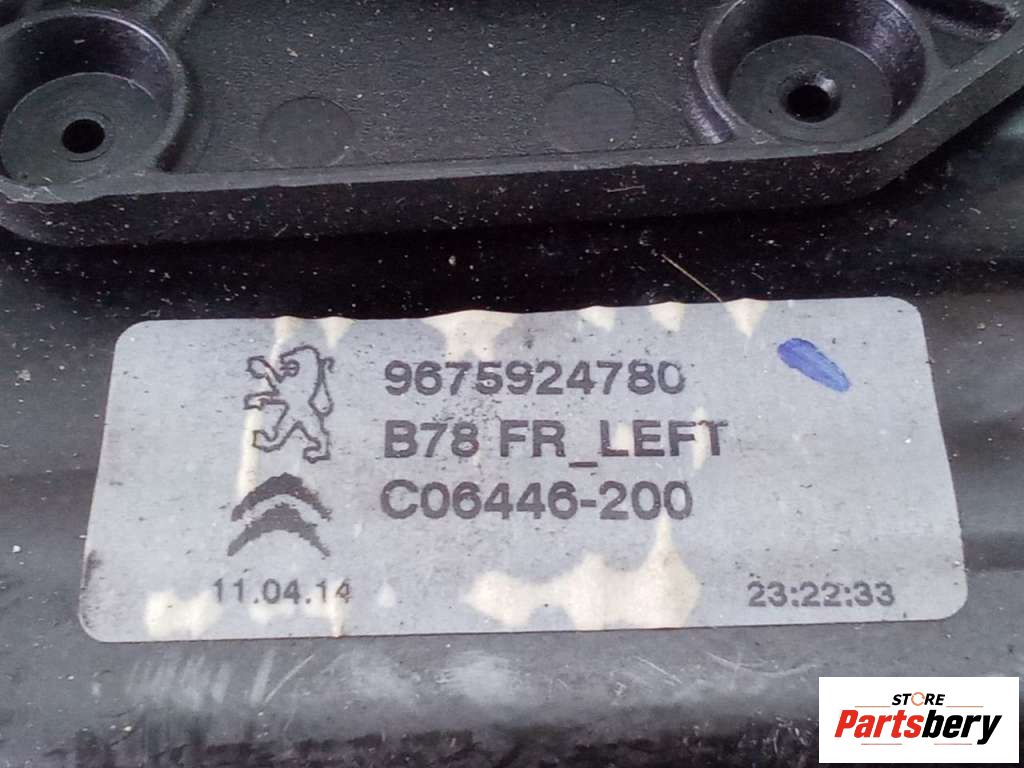 9675924780
B78 FR_LEFT
C06446-200
11.04.14
23:22:33
STORE
Partsbery